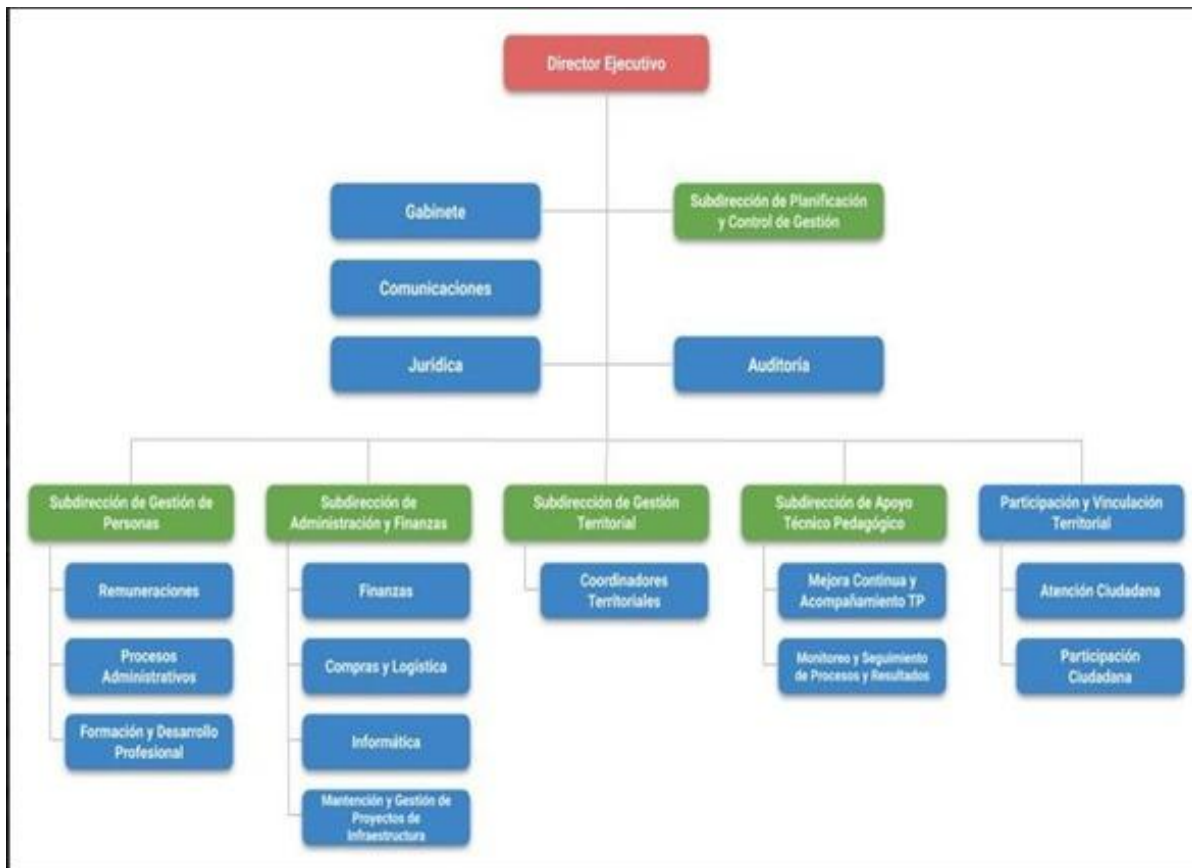 Director Ejecutivo
Gabinete
Subdirección de Planificación
y Control de Gestión
Comunicaciones
Jurídica
Auditoría
Subdirección de Gestión de
Personas
Subdirección de
Administración y Finanzas
Subdirección de Gestión
Territorial
Subdirección de Apoyo
Técnico Pedagógico
Participación y Vinculación
Territorial
Remuneraciones
Finanzas
Coordinadores
Territoriales
Mejora Continua y
Acompañamiento TP
Atención Ciudadana
Procesos
Administrativos
Compras y Logística
Monitoreo y Seguimiento
de Procesos y Resultados
Participación
Ciudadana
Formación y Desarrollo
Profesional
Informática
Mantención y Gestión de
Proyectos de
Infraestructura